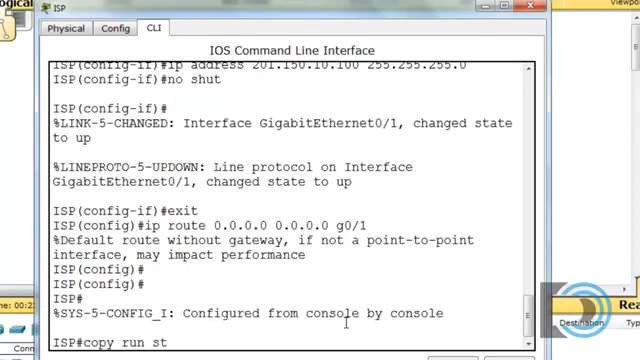 ogical
ISP
Viewpo
Physical Config CLI
IOS Command Line Interface
ISP(config-if)#ip address 201.150.10.100 255.255.255.0
ISP(config-if)#no shut
ISP(config-if)#
%LINK-5-CHANGED: Interface GigabitEthernet0/1, changed state
to up
%LINEPROTO-5-UPDOWN: Line protocol on Interface
GigabitEthernet0/1, changed state to up
ISP(config-if)#exit
ISP(config)#ip route 0.0.0.0 0.0.0.0 g0/1
%Default route without gateway, if not a point-to-point
interface, may impact performance
ISP(config)#
ISP(config)#
ISP#
%SYS-5-CONFIG_I: Configured from console by console
ISP#copy run st
Destination